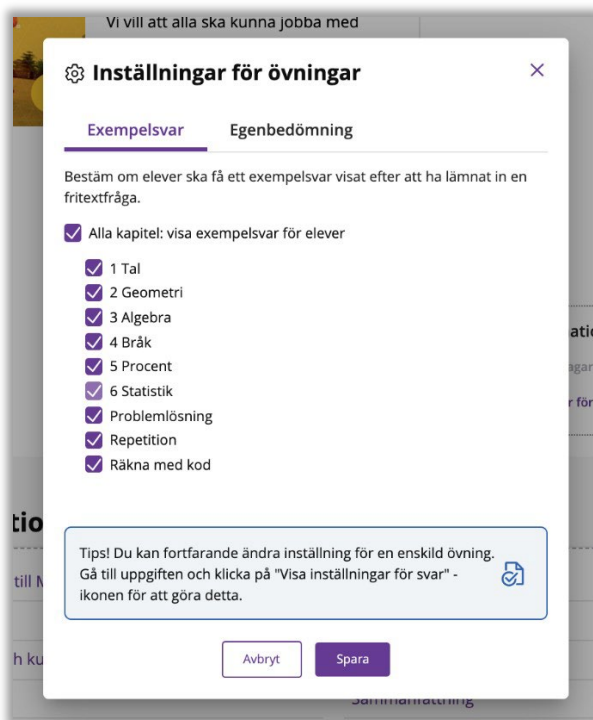 Vi vill att alla ska kunna jobba med
Inställningar för övningar
Exempelsvar
Egenbedömning
Bestäm om elever ska få ett exempelsvar visat efter att ha lämnat in en
fritextfråga.
Alla kapitel: visa exempelsvar för elever
1 Tal
2 Geometri
3 Algebra
4 Bråk
5 Procent
6 Statistik
Problemlösning
Repetition
Räkna med kod
Tips! Du kan fortfarande ändra inställning för en enskild övning.
Gå till uppgiften och klicka på "Visa inställningar för svar" -
ikonen för att göra detta.
till
Avbryt
Spara
Sammanfattning